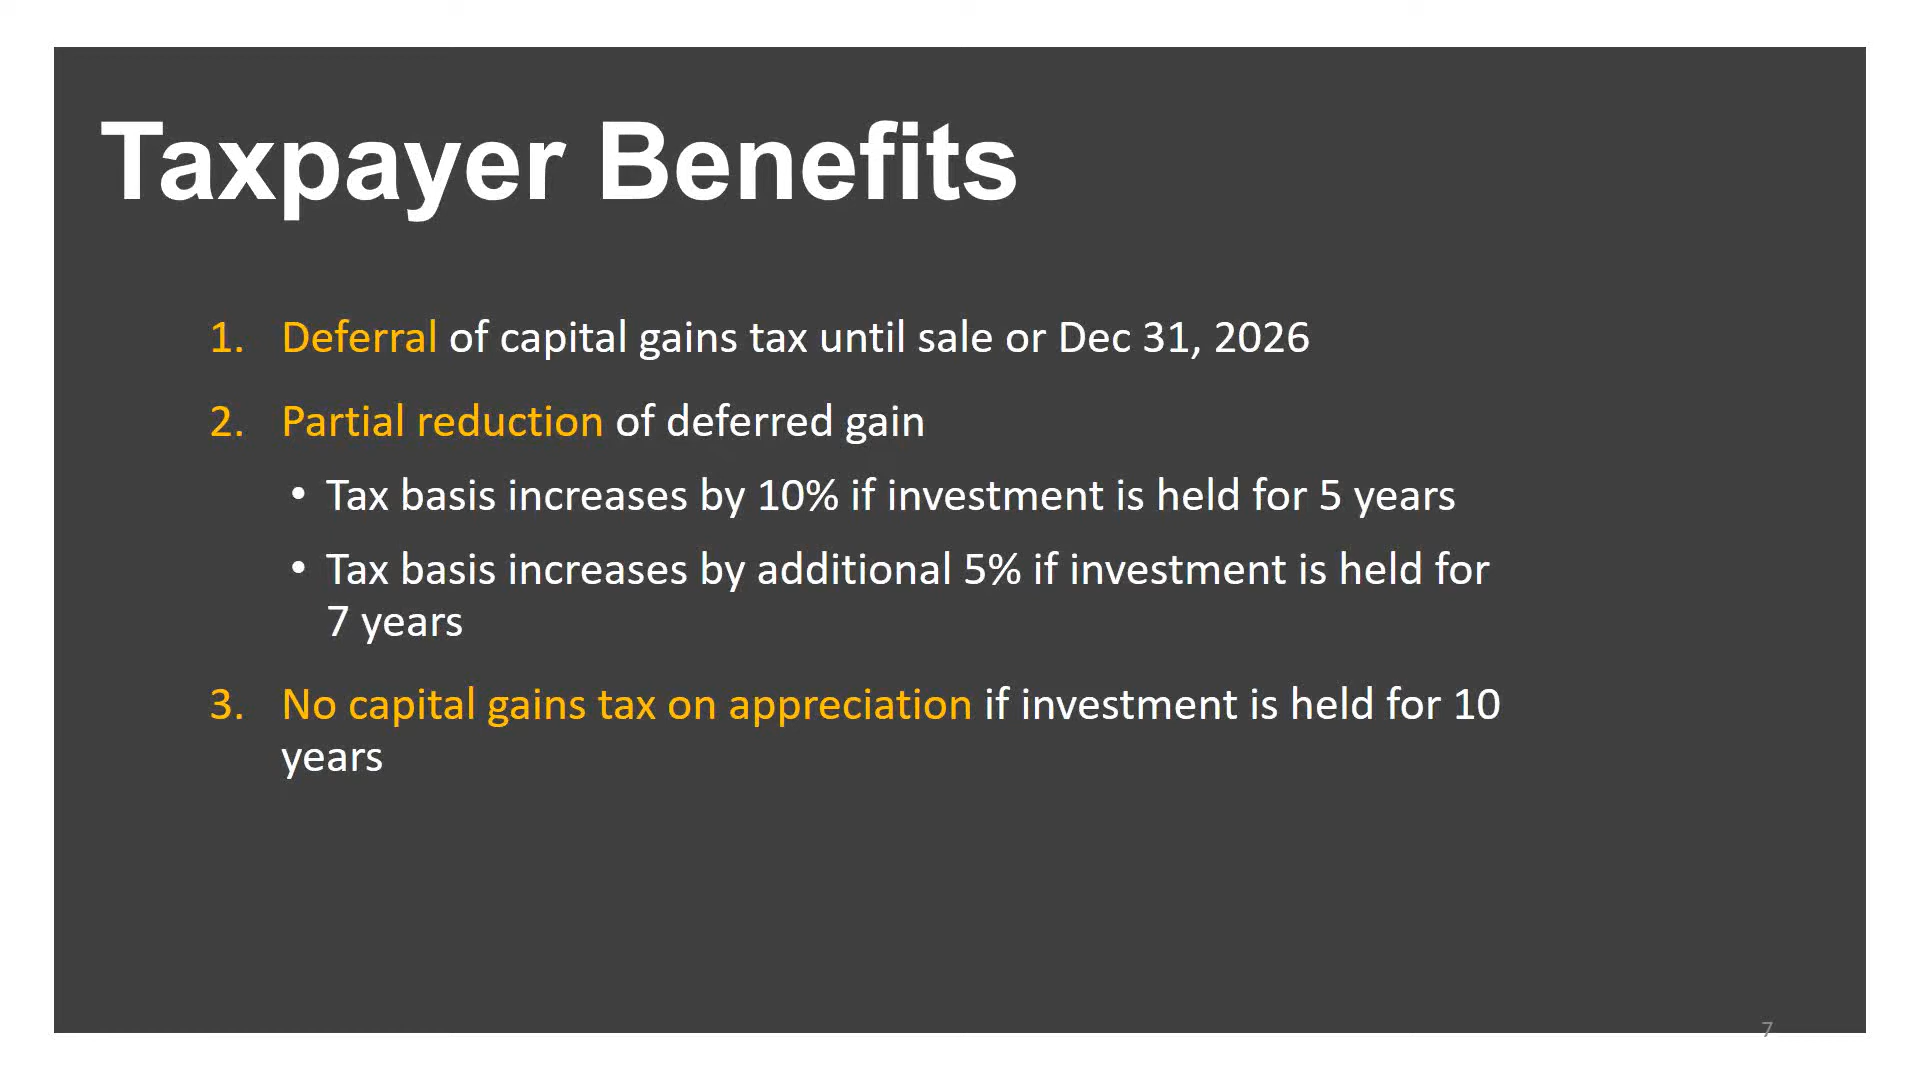 Taxpayer Benefits
1. Deferral of capital gains tax until sale or Dec 31, 2026
2. Partial reduction of deferred gain
• Tax basis increases by 10% if investment is held for 5 years
• Tax basis increases by additional 5% if investment is held for
7 years
3. No capital gains tax on appreciation if investment is held for 10
years
7